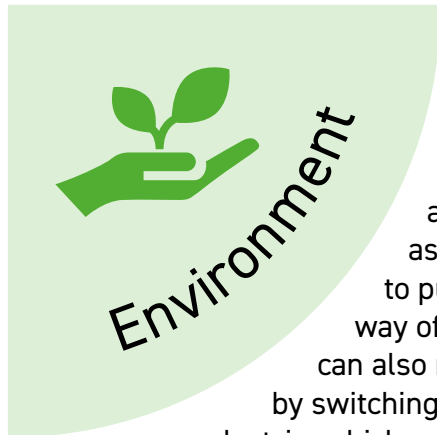 Environment
a
as
to pu
way of
can also
by switching